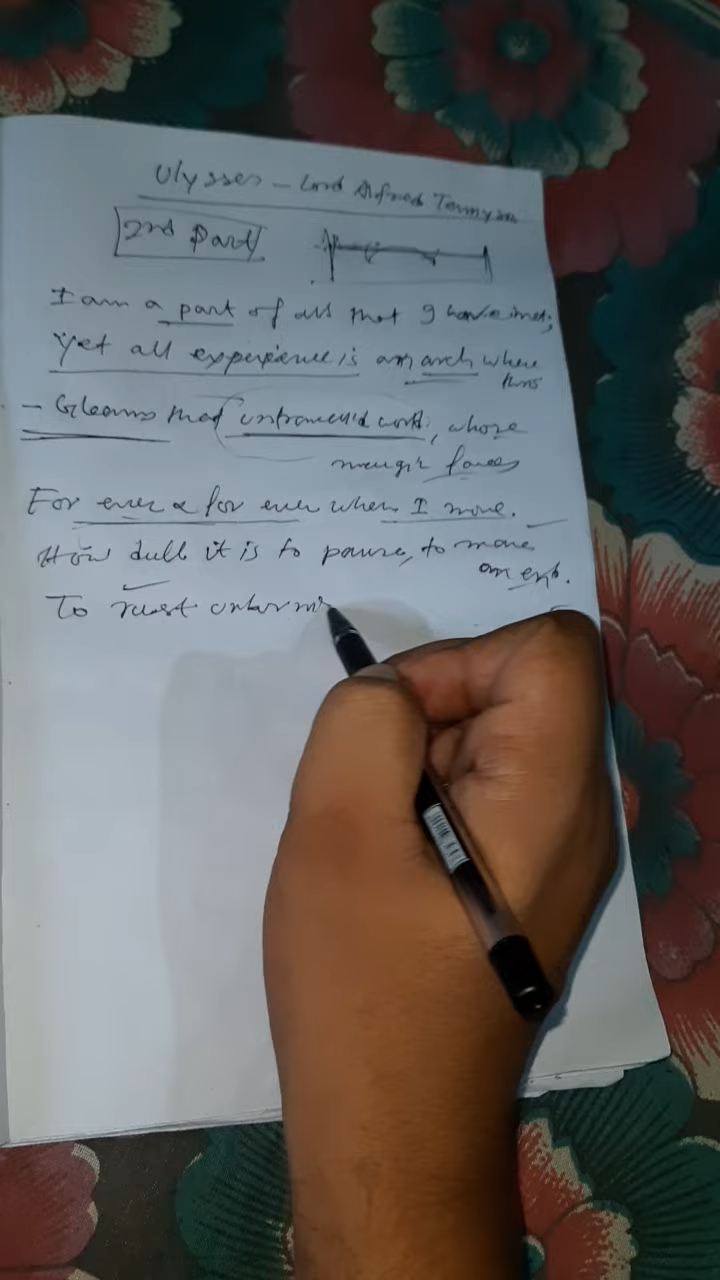 Ulysses - Lord Alfred Tennyson
2nd Part
I am a part of all that I have met;
Yet all experience is an arch where
thro
- Gleams that untravell'd world, whose
margin fades
For ever & for ever when I move.
How dull it is to pause, to make
an end.
To rust unburni